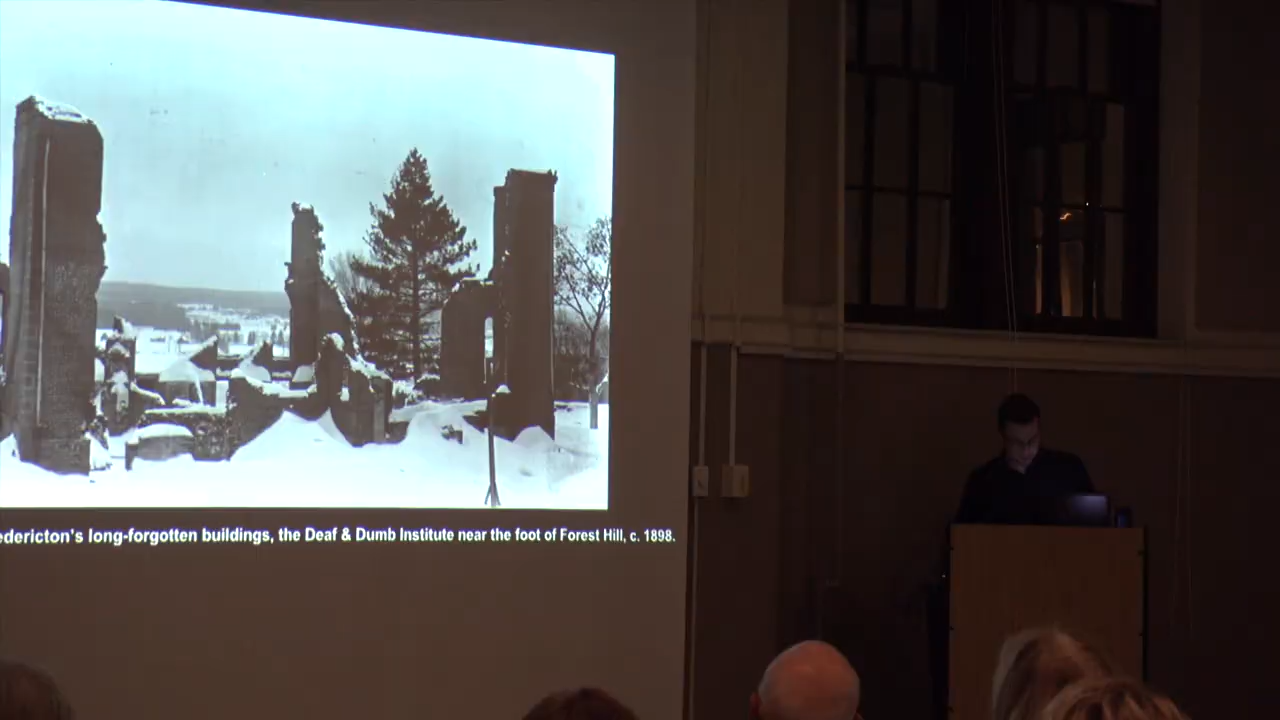 edericton's long-forgotten buildings, the Deaf & Dumb Institute near the foot of Forest Hill, c. 1898.